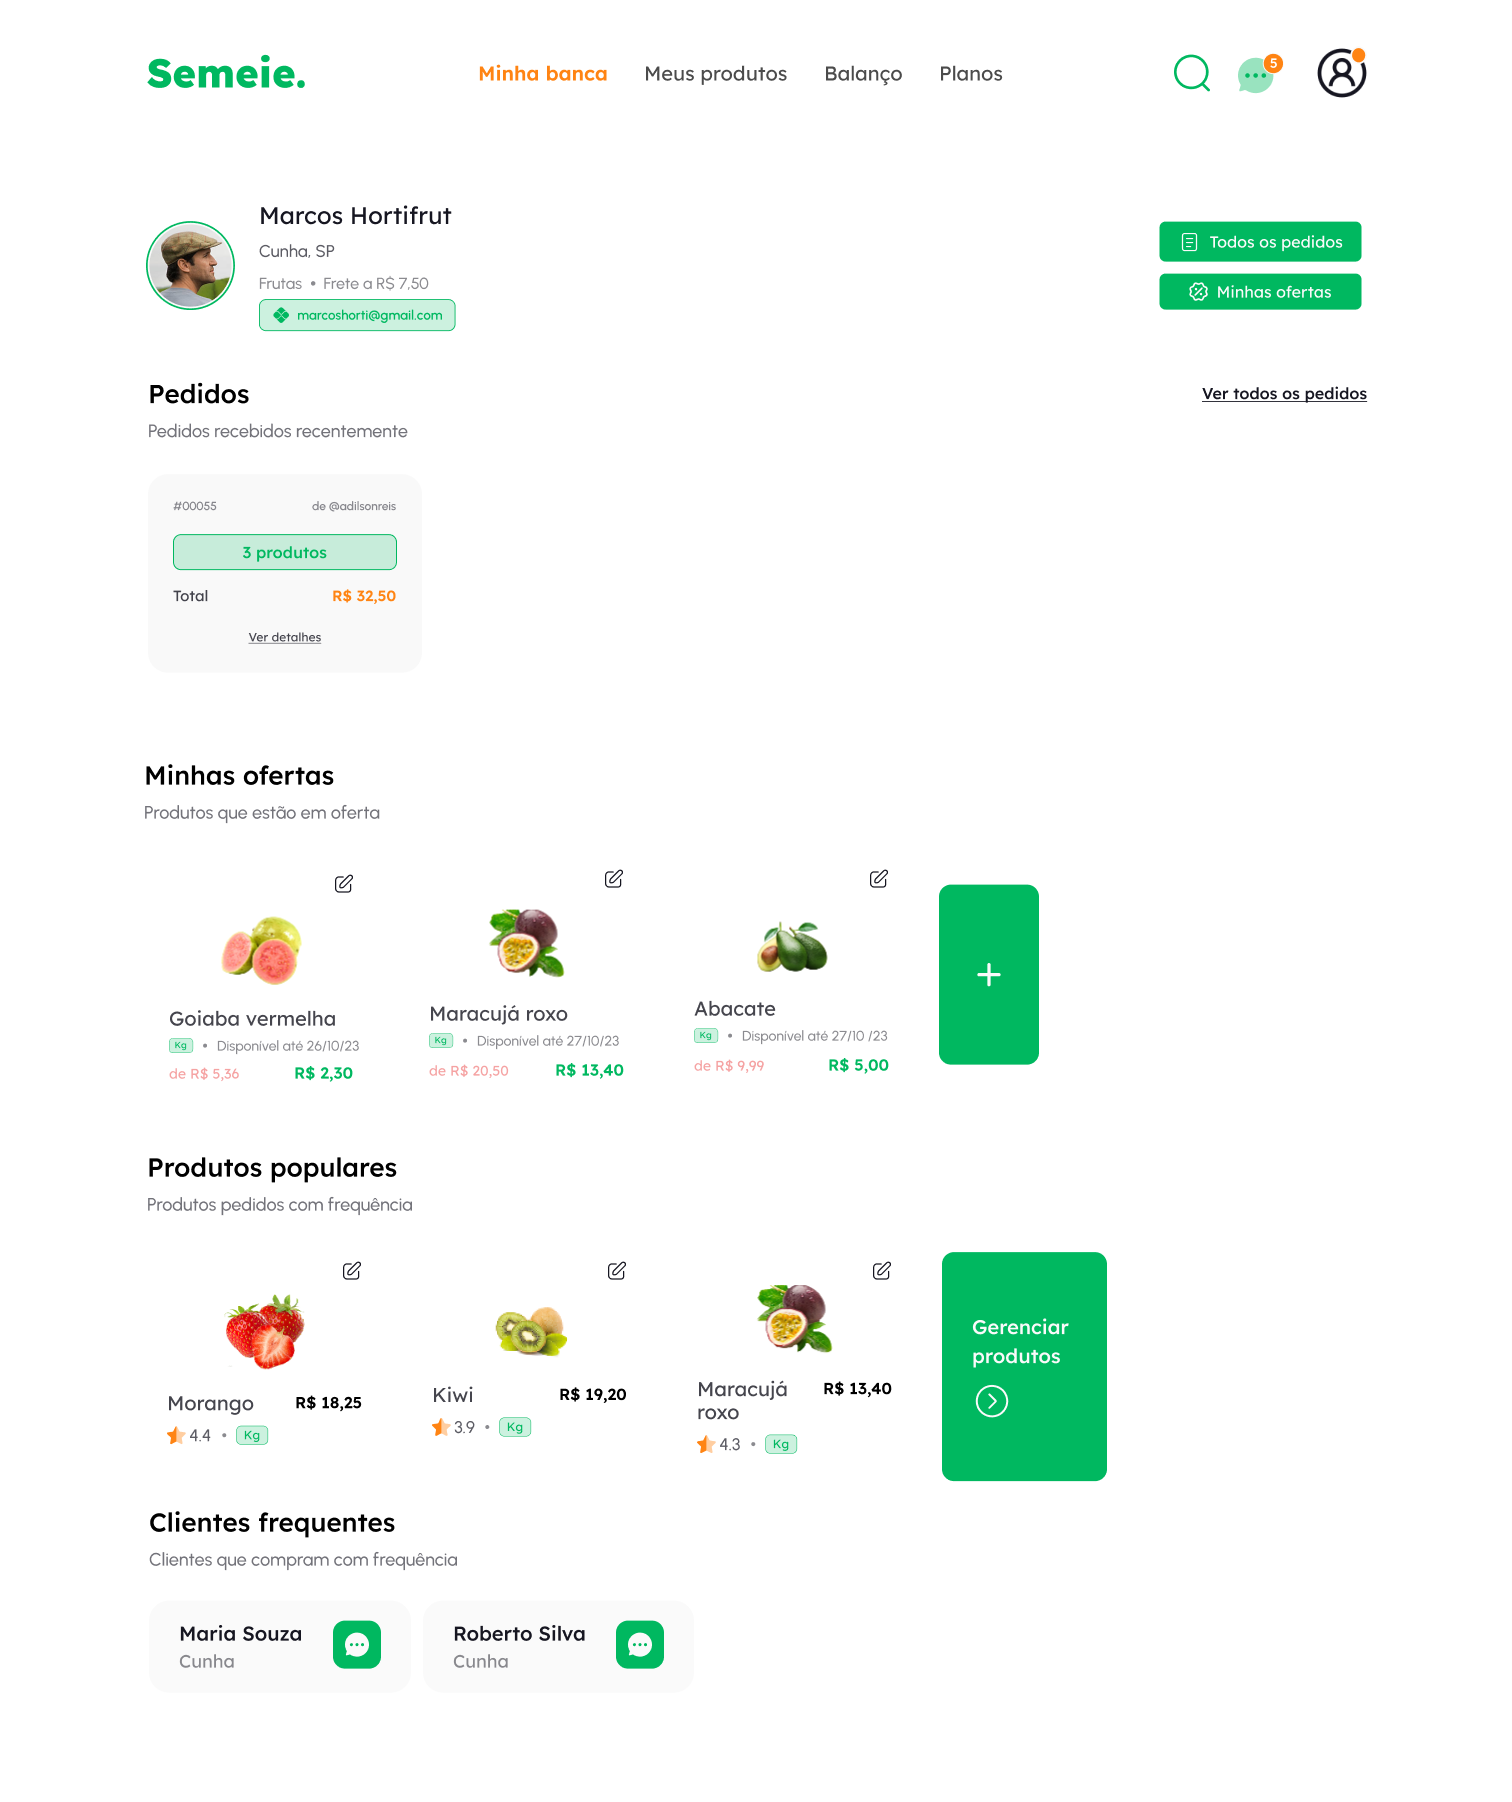 Semeie.
Minha banca
Meus produtos
Balanço
Planos
5
Marcos Hortifrut
Cunha, SP
Frutas • Frete a R$ 7,50
marcoshorti@gmail.com
Todos os pedidos
Minhas ofertas
Pedidos
Ver todos os pedidos
Pedidos recebidos recentemente
#00055
de @adilsonreis
3 produtos
Total
R$ 32,50
Ver detalhes
Minhas ofertas
Produtos que estão em oferta
Goiaba vermelha
Kg • Disponível até 26/10/23
de R$ 5,36
R$ 2,30
Maracujá roxo
Kg • Disponível até 27/10/23
de R$ 20,50
R$ 13,40
Abacate
Kg • Disponível até 27/10 /23
de R$ 9,99
R$ 5,00
Produtos populares
Produtos pedidos com frequência
Morango
R$ 18,25
4.4 • Kg
Kiwi
R$ 19,20
3.9 • Kg
Maracujá
roxo
R$ 13,40
4.3 • Kg
Gerenciar
produtos
Clientes frequentes
Clientes que compram com frequência
Maria Souza
Cunha
Roberto Silva
Cunha